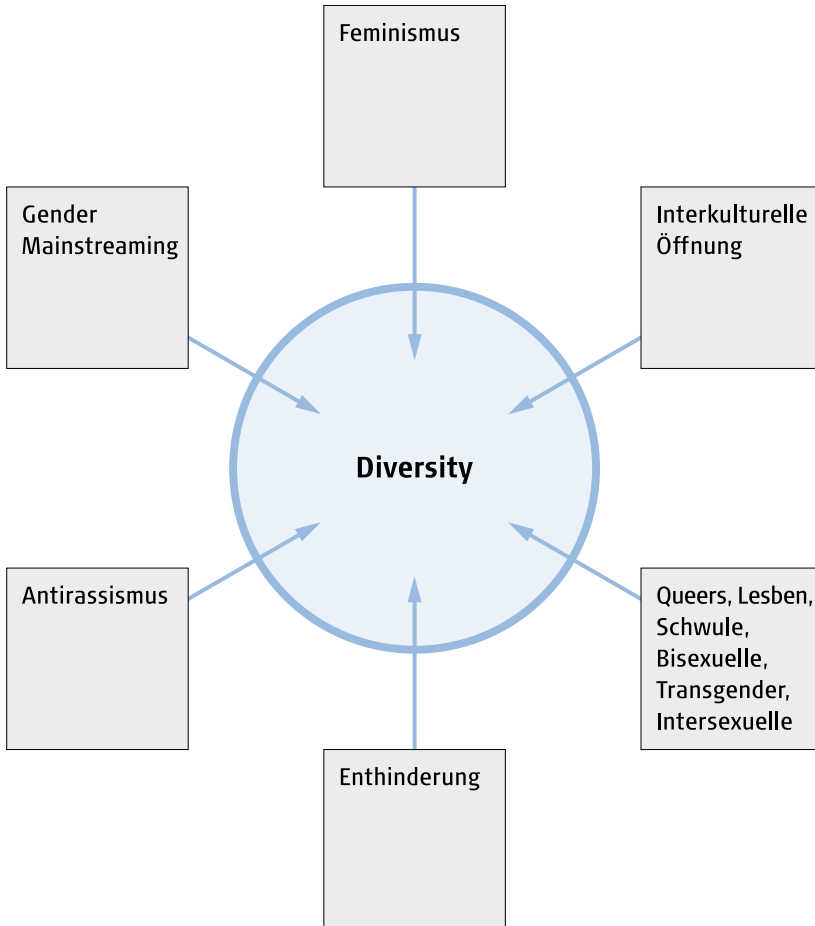 Feminismus
Gender
Mainstreaming
Interkulturelle
Öffnung
Diversity
Antirassismus
Queers, Lesben,
Schwule,
Bisexuelle,
Transgender,
Intersexuelle
Enthinderung